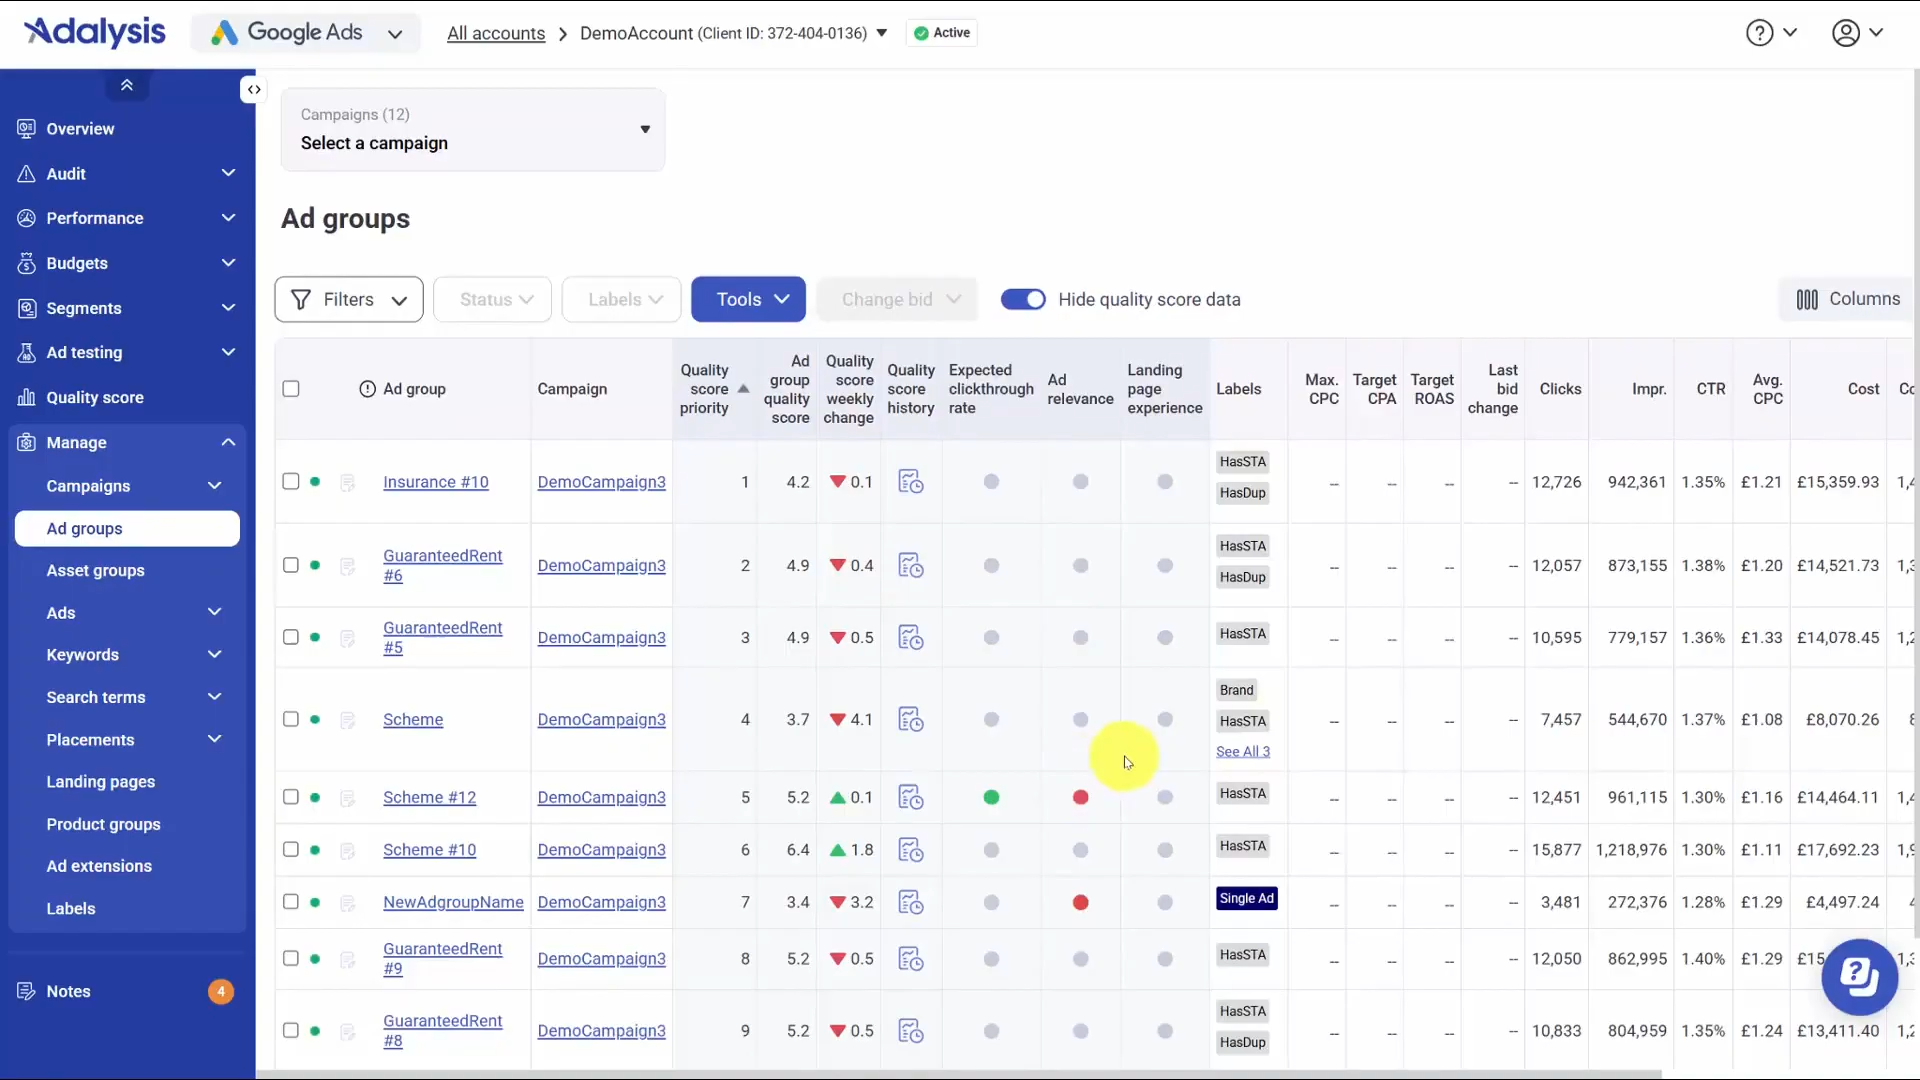 Adalysis
Google Ads
All accounts > DemoAccount (Client ID: 372-404-0136)
Active
Overview
Audit
Performance
Budgets
Segments
Ad testing
Quality score
Manage
Campaigns
Ad groups
Asset groups
Ads
Keywords
Search terms
Placements
Landing pages
Product groups
Ad extensions
Labels
Notes 4
Campaigns (12)
Select a campaign
Ad groups
Filters Status Labels Tools Change bid Hide quality score data Columns
Ad group
Campaign
Quality
score
priority
Ad
group
quality
score
Quality
score
weekly
change
Quality
score
history
Expected
clickthrough
rate
Ad
relevance
Landing
page
experience
Labels
Max.
CPC
Target
CPA
Target
ROAS
Last
bid
change
Clicks
Impr.
CTR
Avg.
CPC
Cost
Insurance #10 DemoCampaign3 1 4.2 0.1 HasSTA HasDup -- -- -- -- 12,726 942,361 1.35% £1.21 £15,359.93
GuaranteedRent #6 DemoCampaign3 2 4.9 0.4 HasSTA HasDup -- -- -- -- 12,057 873,155 1.38% £1.20 £14,521.73
GuaranteedRent #5 DemoCampaign3 3 4.9 0.5 HasSTA -- -- -- -- 10,595 779,157 1.36% £1.33 £14,078.45
Scheme DemoCampaign3 4 3.7 4.1 Brand HasSTA See All 3 -- -- -- -- 7,457 544,670 1.37% £1.08 £8,070.26
Scheme #12 DemoCampaign3 5 5.2 0.1 HasSTA -- -- -- -- 12,451 961,115 1.30% £1.16 £14,464.11
Scheme #10 DemoCampaign3 6 6.4 1.8 HasSTA -- -- -- -- 15,877 1,218,976 1.30% £1.11 £17,692.23
NewAdgroupName DemoCampaign3 7 3.4 3.2 Single Ad -- -- -- -- 3,481 272,376 1.28% £1.29 £4,497.24
GuaranteedRent #9 DemoCampaign3 8 5.2 0.5 HasSTA -- -- -- -- 12,050 862,995 1.40% £1.29
GuaranteedRent #8 DemoCampaign3 9 5.2 0.5 HasSTA HasDup -- -- -- -- 10,833 804,959 1.35% £1.24 £13,411.40